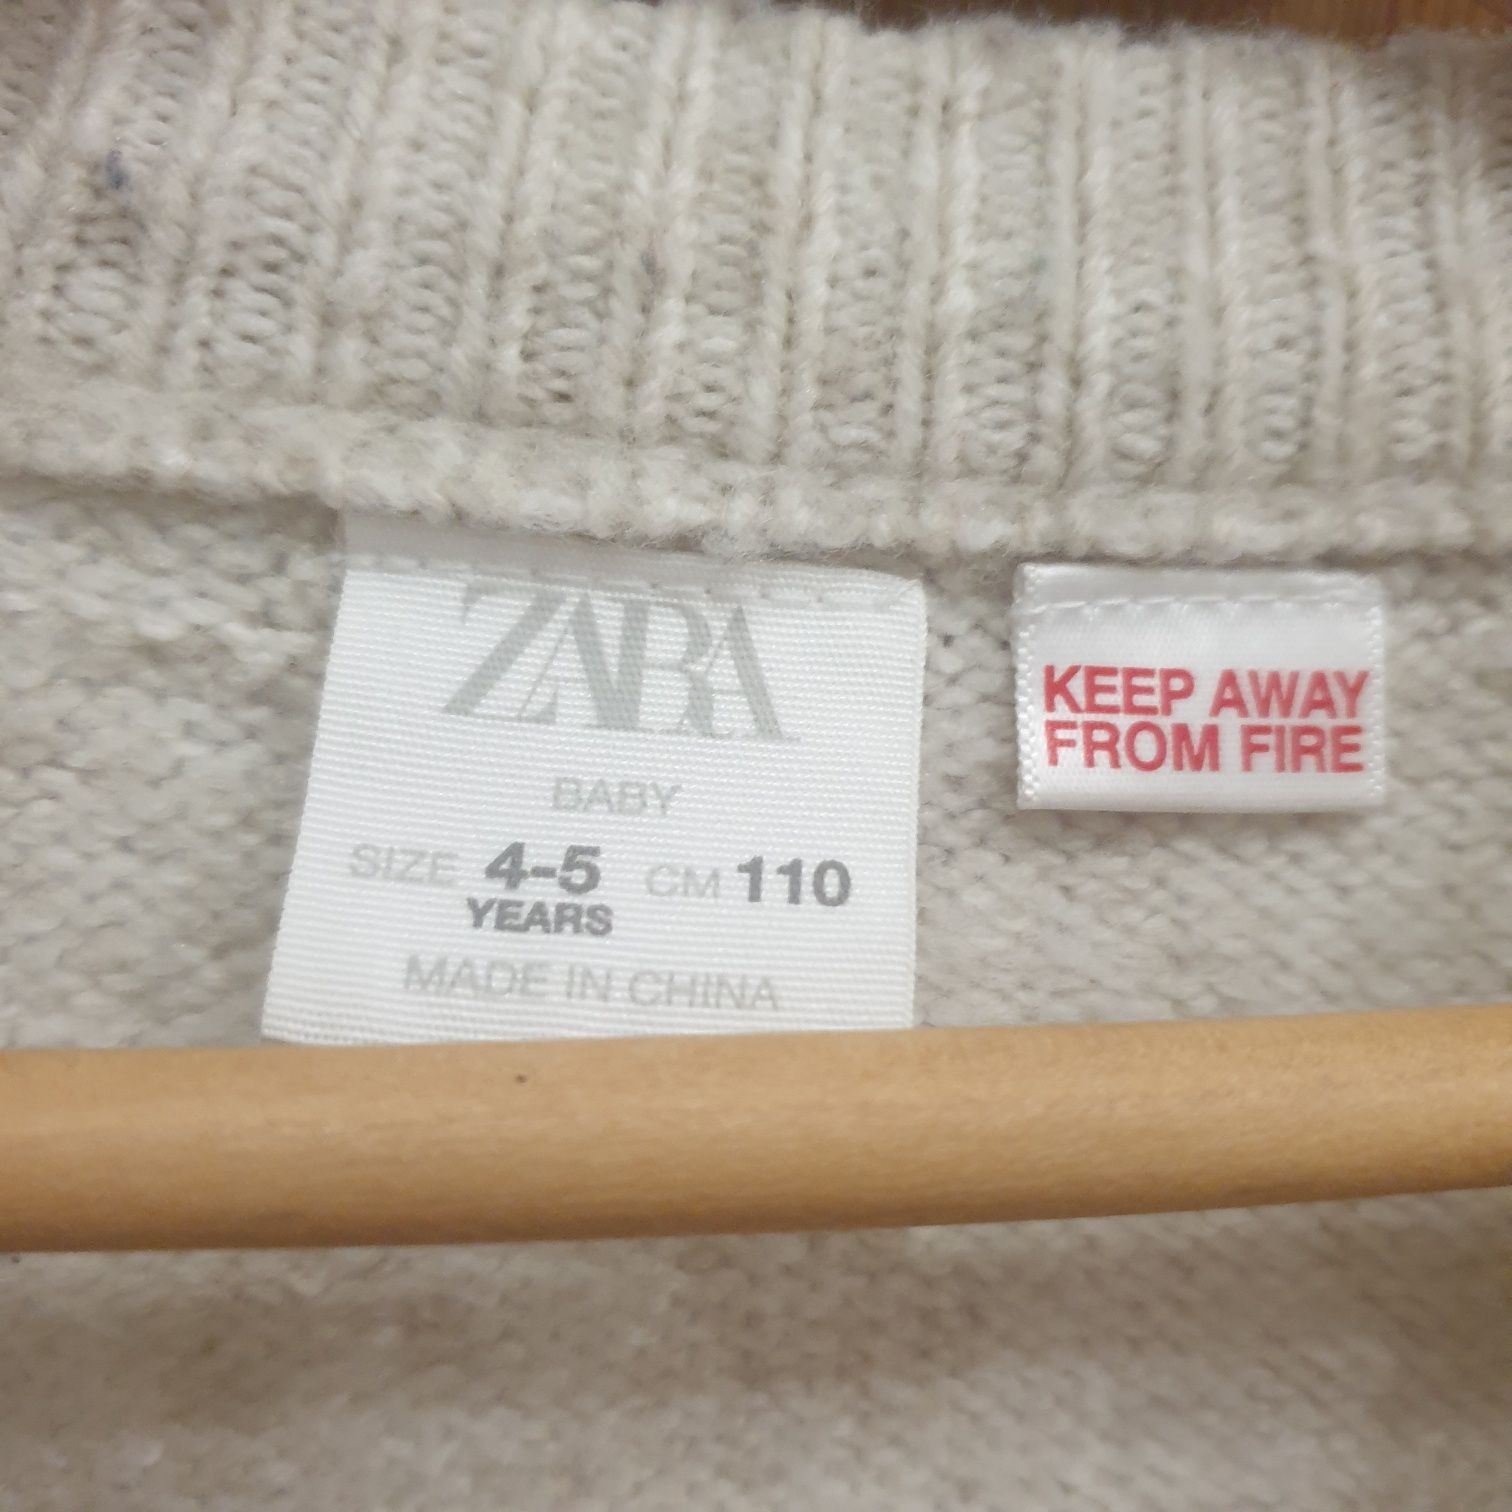 ZARA
BABY
SIZE 4-5 CM 110
YEARS
MADE IN CHINA
KEEP AWAY
FROM FIRE